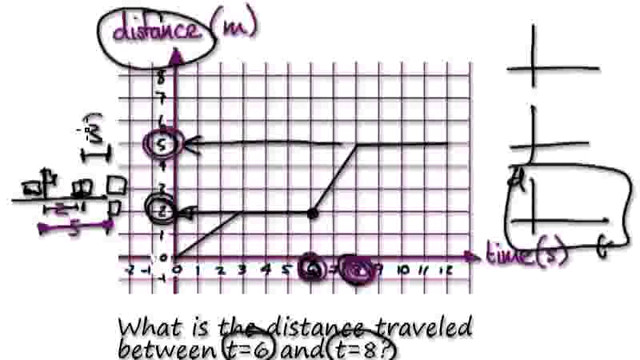 distance (m)
8
7
6
5
4
3
2
1
0
-1
-2 -1 0 1 2 3 4 5 6 7 8 9 10 11 12
time(s)
d
t
What is the distance traveled
between t=6 and t=8?